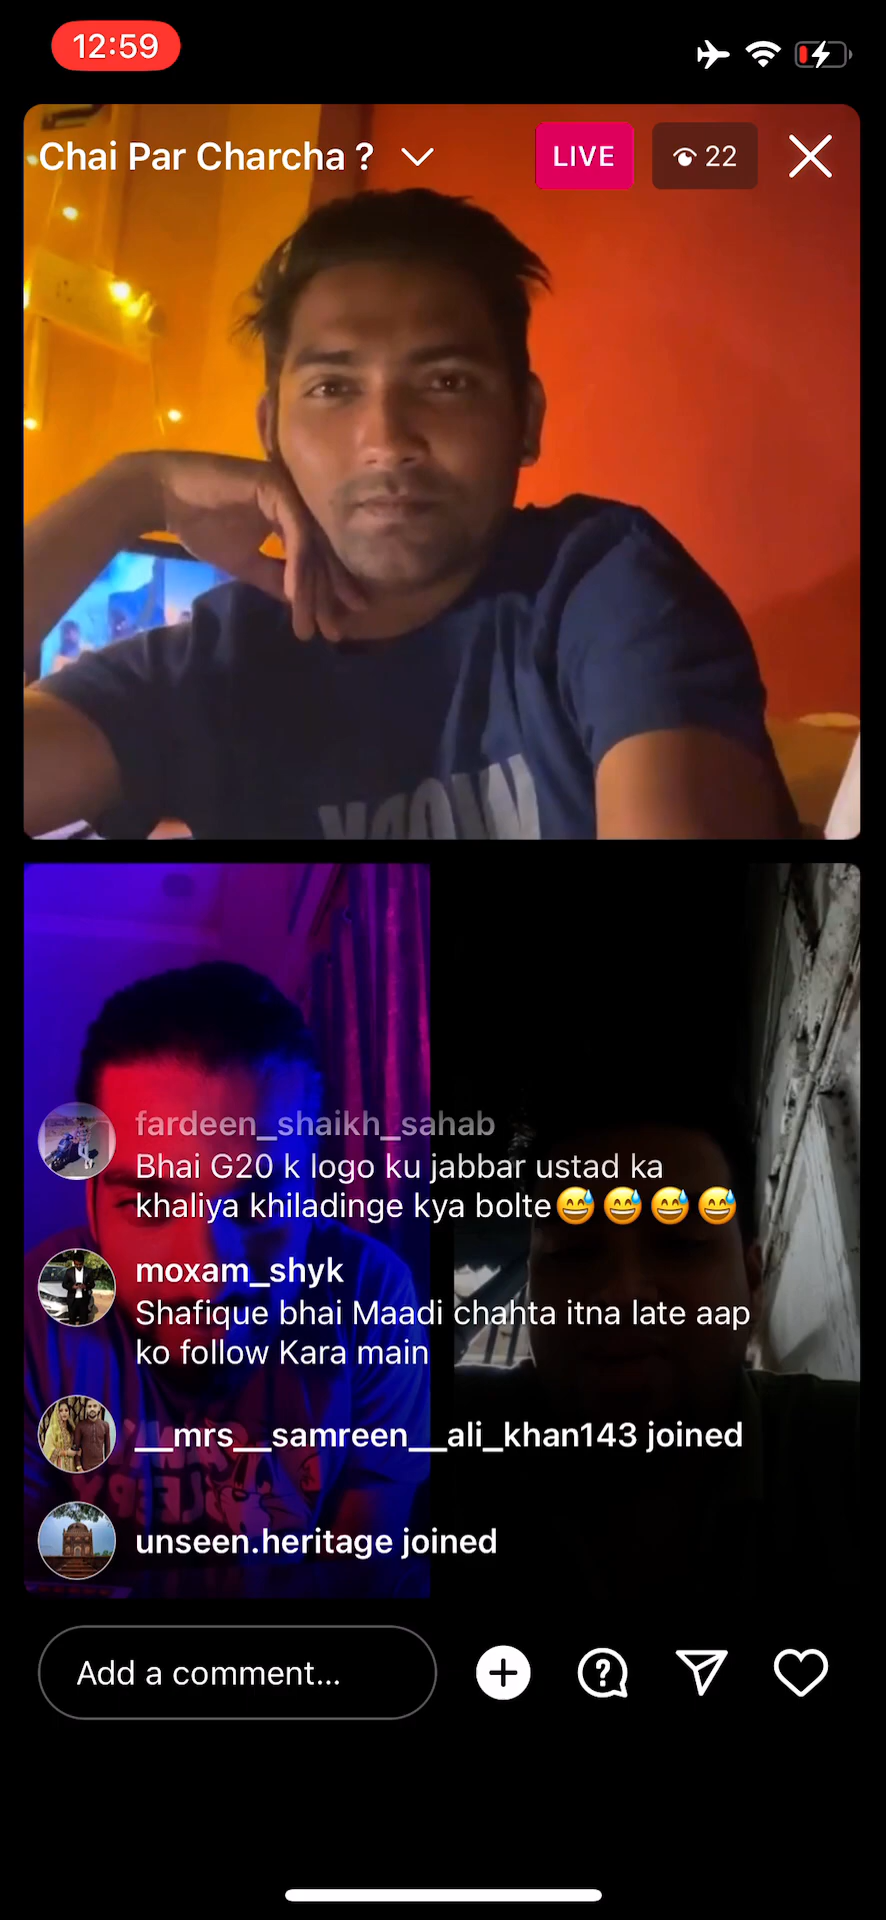 12:59
Chai Par Charcha ?
LIVE
22
fardeen_shaikh_sahab
Bhai G20 k logo ku jabbar ustad ka
khaliya khiladinge kya bolte😅😅😅😅
moxam_shyk
Shafique bhai Maadi chahta itna late aap
ko follow Kara main
__mrs__samreen__ali_khan143 joined
unseen.heritage joined
Add a comment...